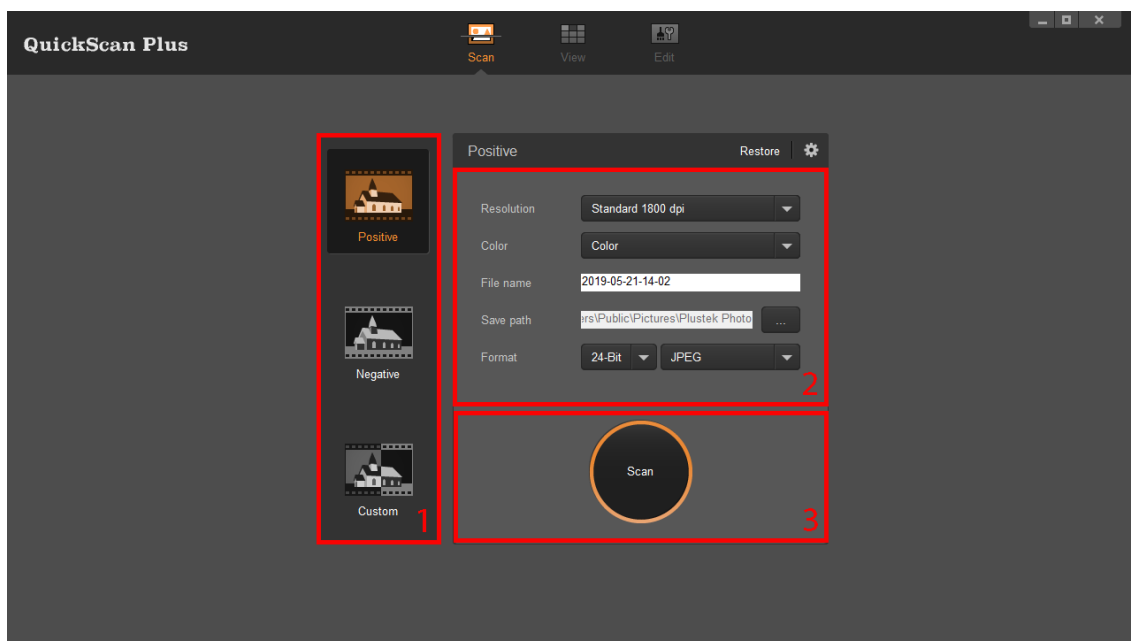 QuickScan Plus
Scan
View
Edit
Positive
Negative
Custom
1
Positive
Restore
Resolution
Standard 1800 dpi
Color
Color
File name
2019-05-21-14-02
Save path
ers\Public\Pictures\Plustek Photo
...
Format
24-Bit
JPEG
2
Scan
3